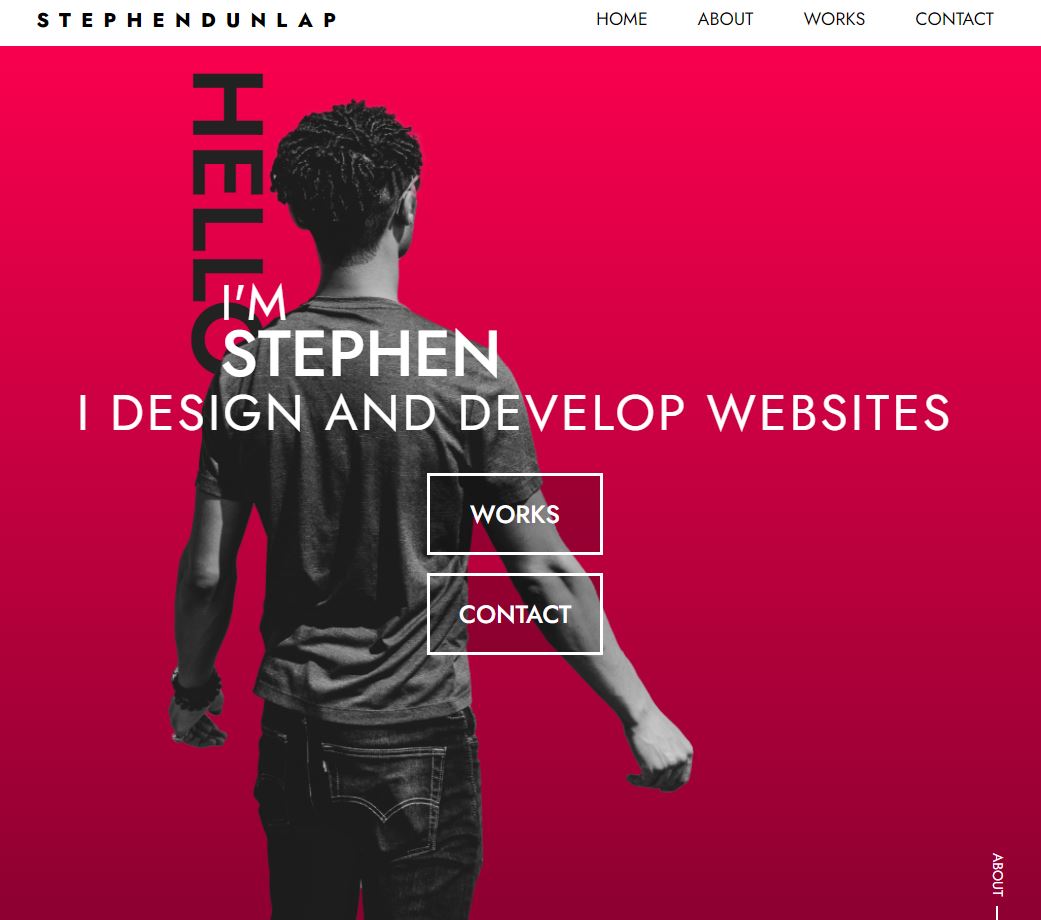 STEPHENDUNLAP
HOME ABOUT WORKS CONTACT
HELLO
I'M
STEPHEN
I DESIGN AND DEVELOP WEBSITES
WORKS
CONTACT
ABOUT